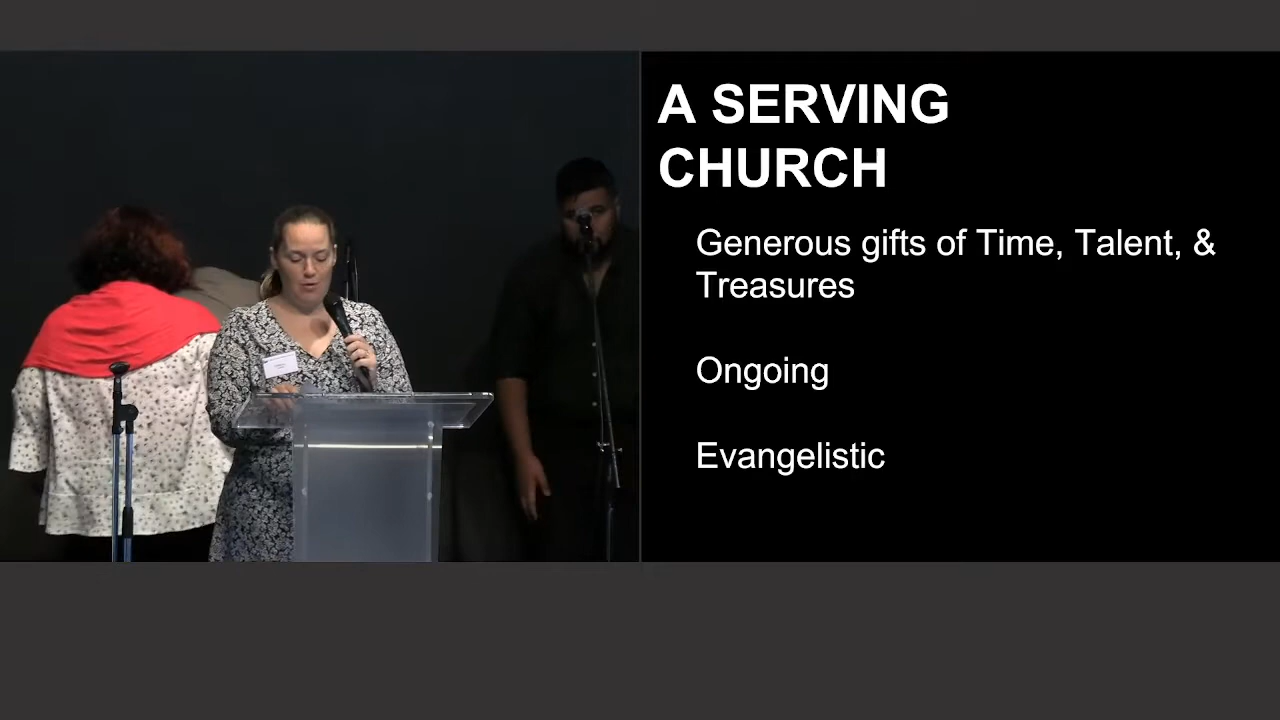 A SERVING
CHURCH
Generous gifts of Time, Talent, &
Treasures
Ongoing
Evangelistic